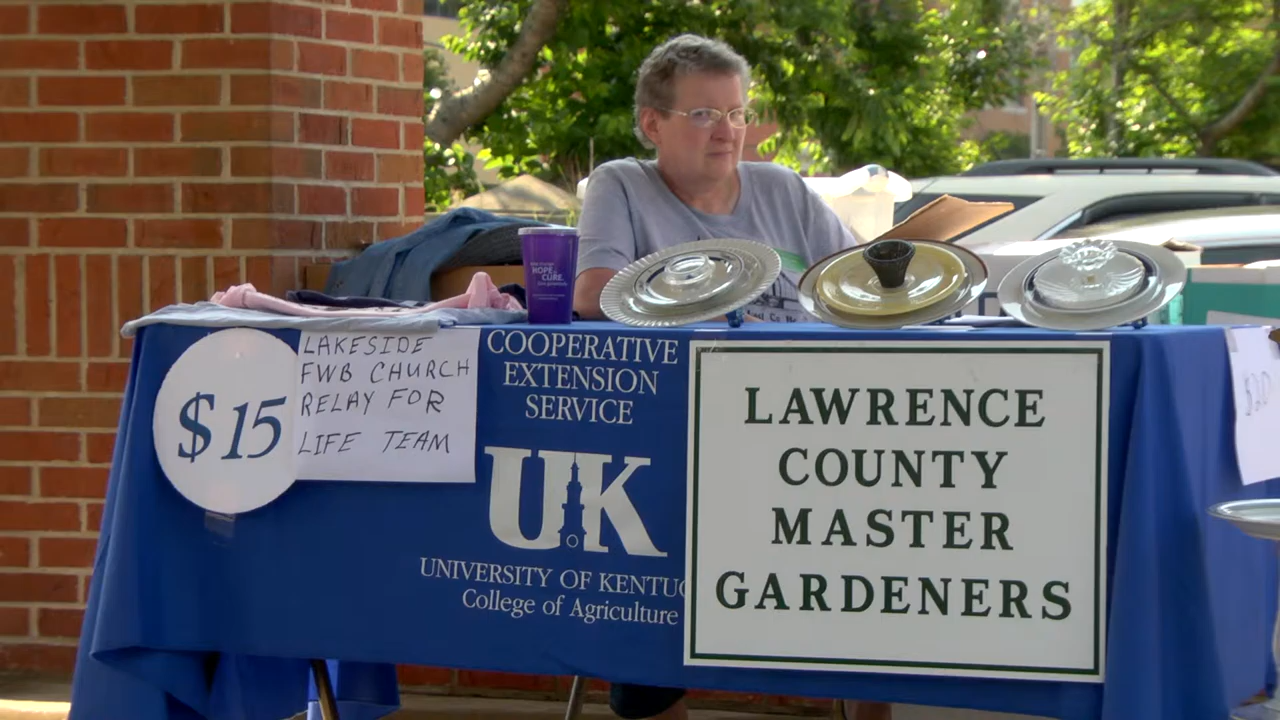 HOPE
CURE
$15
LAKESIDE
FWB CHURCH
RELAY FOR
LIFE TEAM
COOPERATIVE
EXTENSION
SERVICE
UK
UNIVERSITY OF KENTUC
College of Agriculture
LAWRENCE
COUNTY
MASTER
GARDENERS